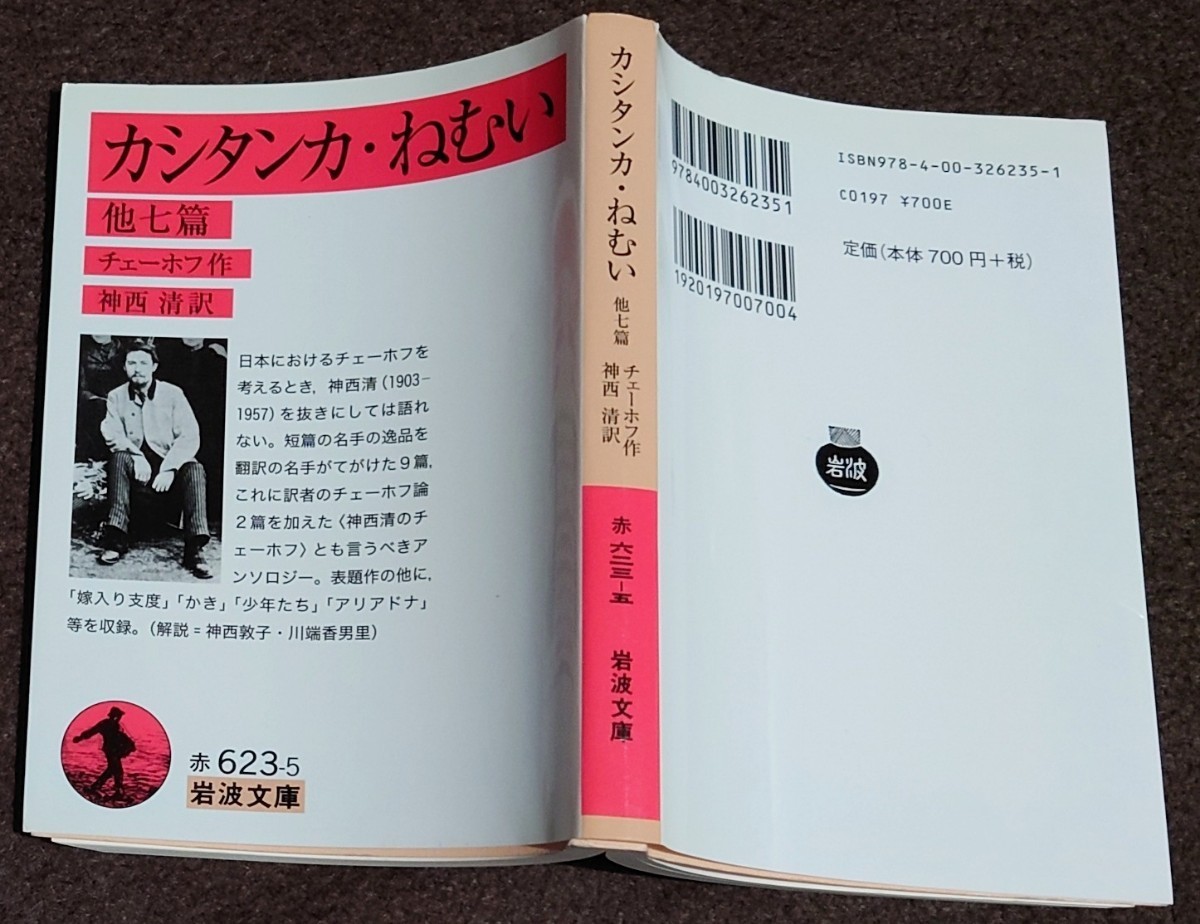 カシタンカ・ねむい
他七篇
チェーホフ作
神西 清訳
日本におけるチェーホフを
考えるとき，神西清（1903−
1957）を抜きにしては語れ
ない。短篇の名手の逸品を
翻訳の名手がてがけた９篇，
これに訳者のチェーホフ論
２篇を加えた〈神西清のチ
ェーホフ〉とも言うべきア
ンソロジー。表題作の他に，
「嫁入り支度」「かき」「少年たち」「アリアドナ」
等を収録。（解説＝神西敦子・川端香男里）
赤 623-5
岩波文庫
カシタンカ・ねむい 他七篇
チェーホフ作
神西 清訳
赤 六二三-五
岩波文庫
9784003262351
1920197007004
ISBN978-4-00-326235-1
C0197 ¥700E
定価（本体 700 円＋税）
岩波